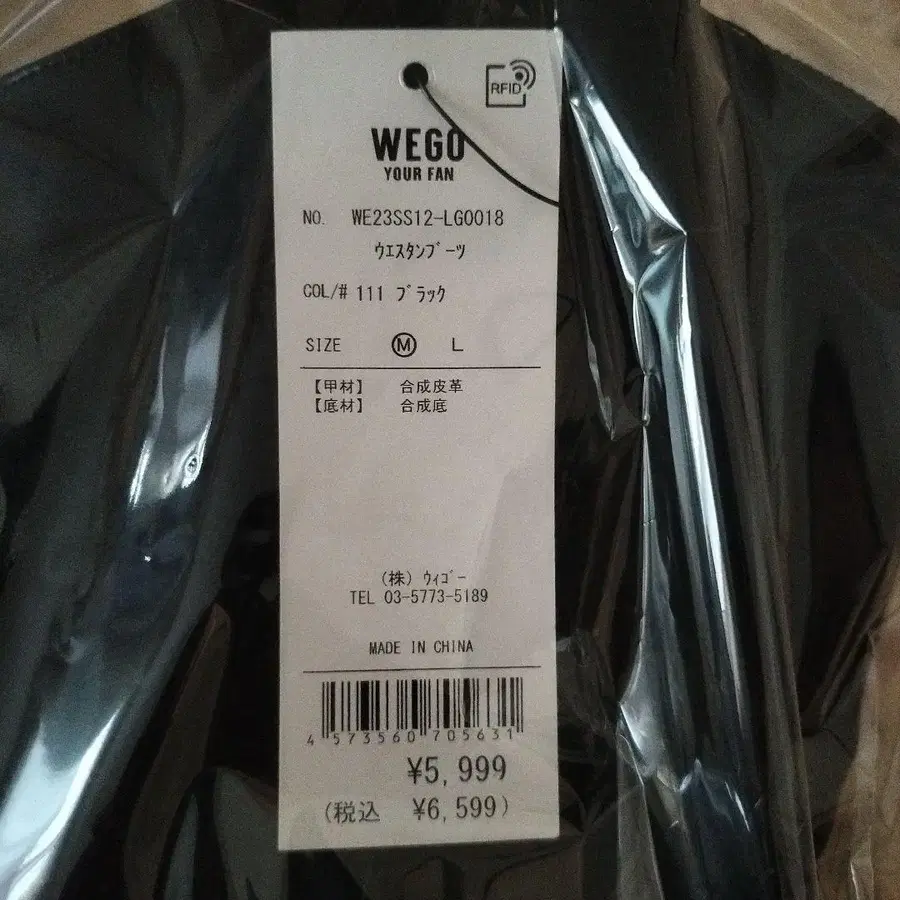 RFID
WEGO
YOUR FAN
NO. WE23SS12-LG0018
ｳｴｽﾀﾝﾌﾞｰﾂ
COL/# 111 ﾌﾞﾗｯｸ
SIZE Ⓜ L
【甲材】 合成皮革
【底材】 合成底
(株) ｳｨｺﾞｰ
TEL 03-5773-5189
MADE IN CHINA
4 573560 705631
¥5,999
(税込 ¥6,599)